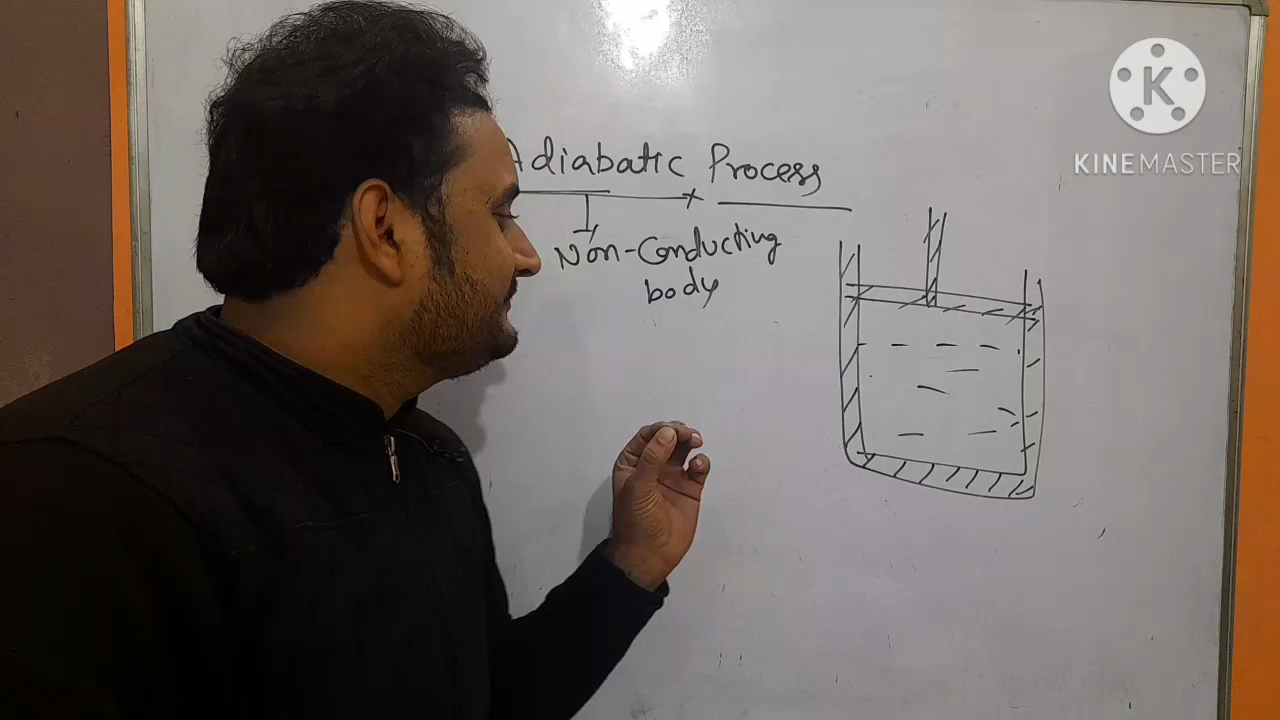 Adiabatic Process
Non-Conducting
body
K
KINEMASTER